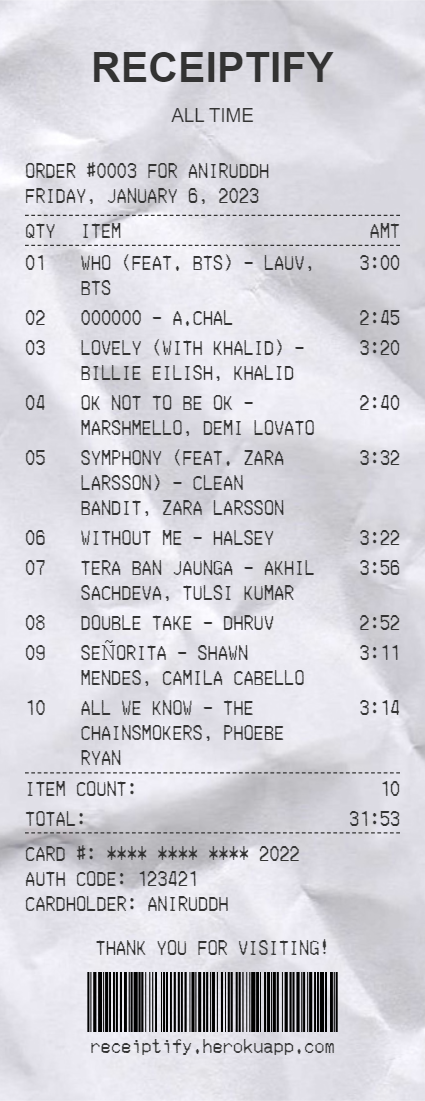 RECEIPTIFY
ALL TIME
ORDER #0003 FOR ANIRUDDH
FRIDAY, JANUARY 6, 2023
QTY ITEM AMT
01 WHO (FEAT. BTS) - LAUV, 3:00
BTS
02 000000 - A.CHAL 2:45
03 LOVELY (WITH KHALID) - 3:20
BILLIE EILISH, KHALID
04 OK NOT TO BE OK - 2:40
MARSHMELLO, DEMI LOVATO
05 SYMPHONY (FEAT. ZARA 3:32
LARSSON) - CLEAN
BANDIT, ZARA LARSSON
06 WITHOUT ME - HALSEY 3:22
07 TERA BAN JAUNGA - AKHIL 3:56
SACHDEVA, TULSI KUMAR
08 DOUBLE TAKE - DHRUV 2:52
09 SEÑORITA - SHAWN 3:11
MENDES, CAMILA CABELLO
10 ALL WE KNOW - THE 3:14
CHAINSMOKERS, PHOEBE
RYAN
ITEM COUNT: 10
TOTAL: 31:53
CARD #: **** **** **** 2022
AUTH CODE: 123421
CARDHOLDER: ANIRUDDH
THANK YOU FOR VISITING!
receiptify.herokuapp.com